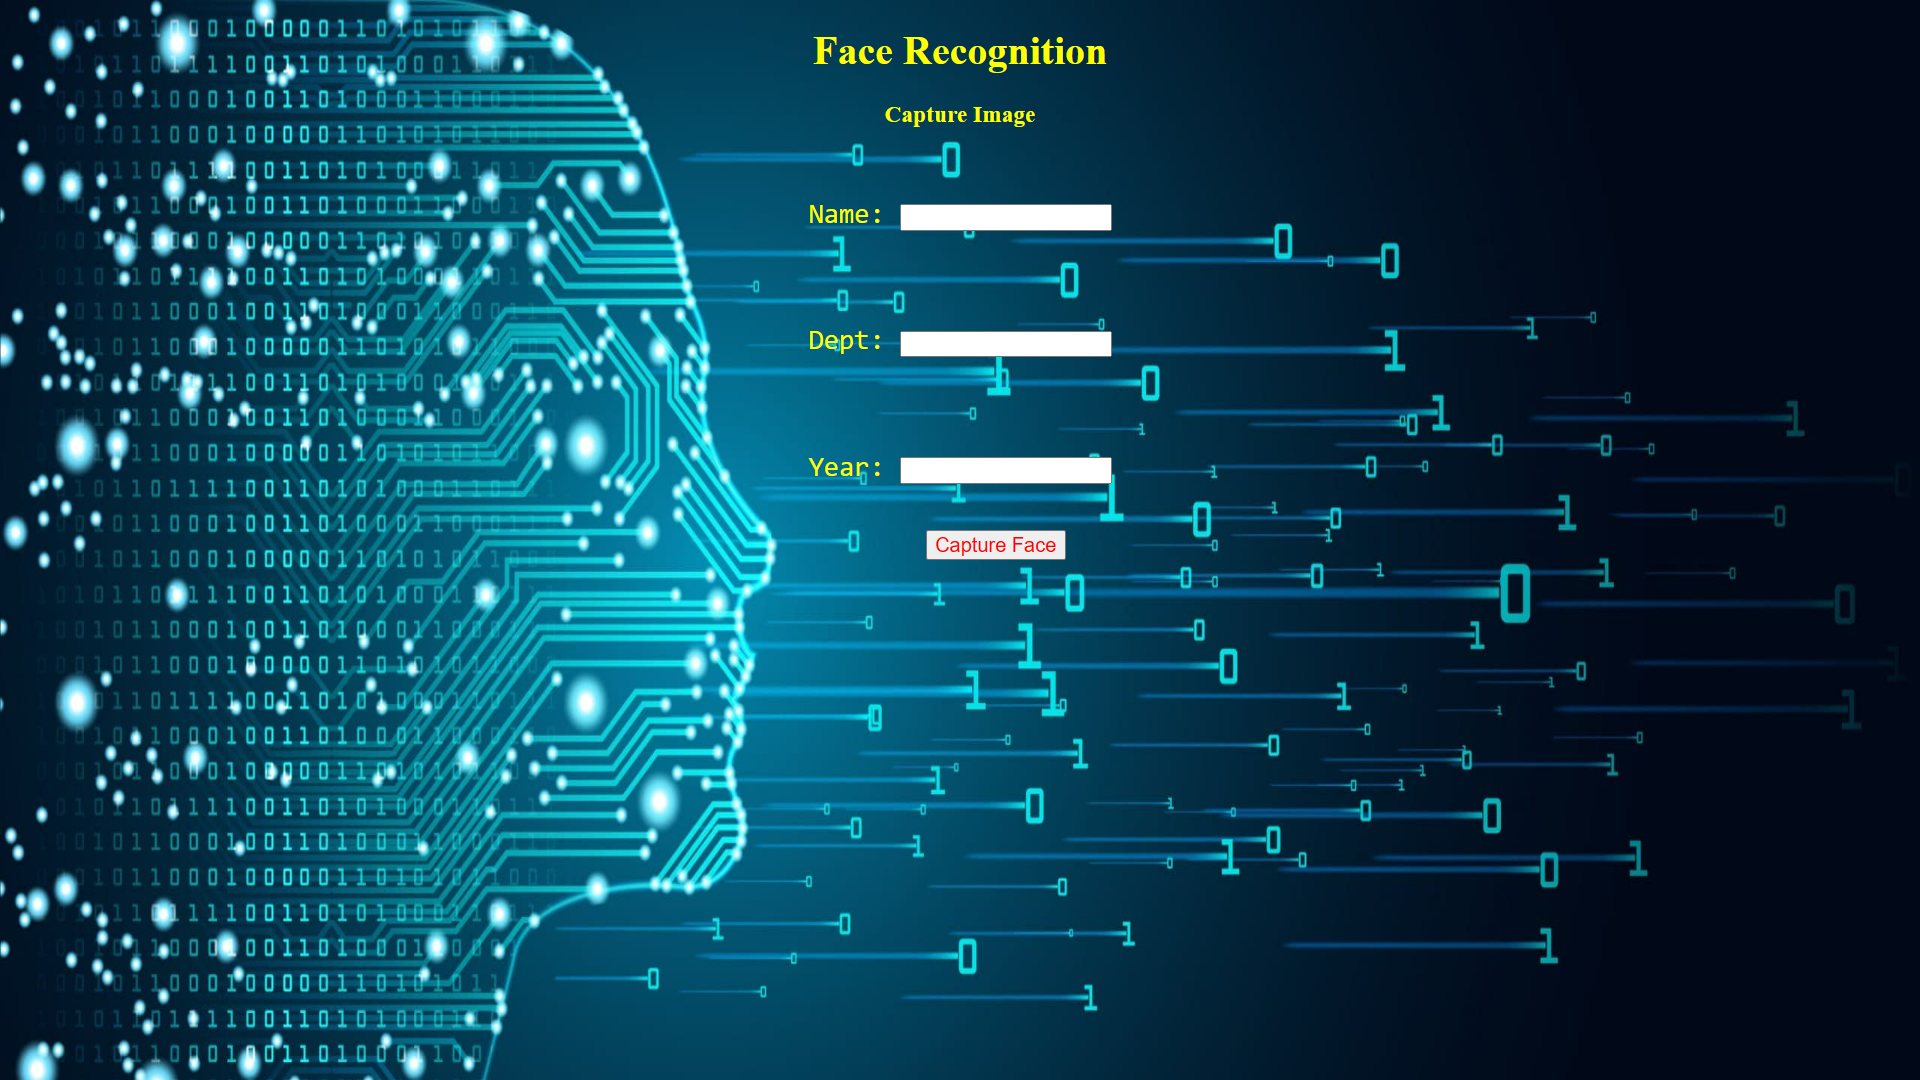 Face Recognition
Capture Image
Name:
Dept:
Year:
Capture Face